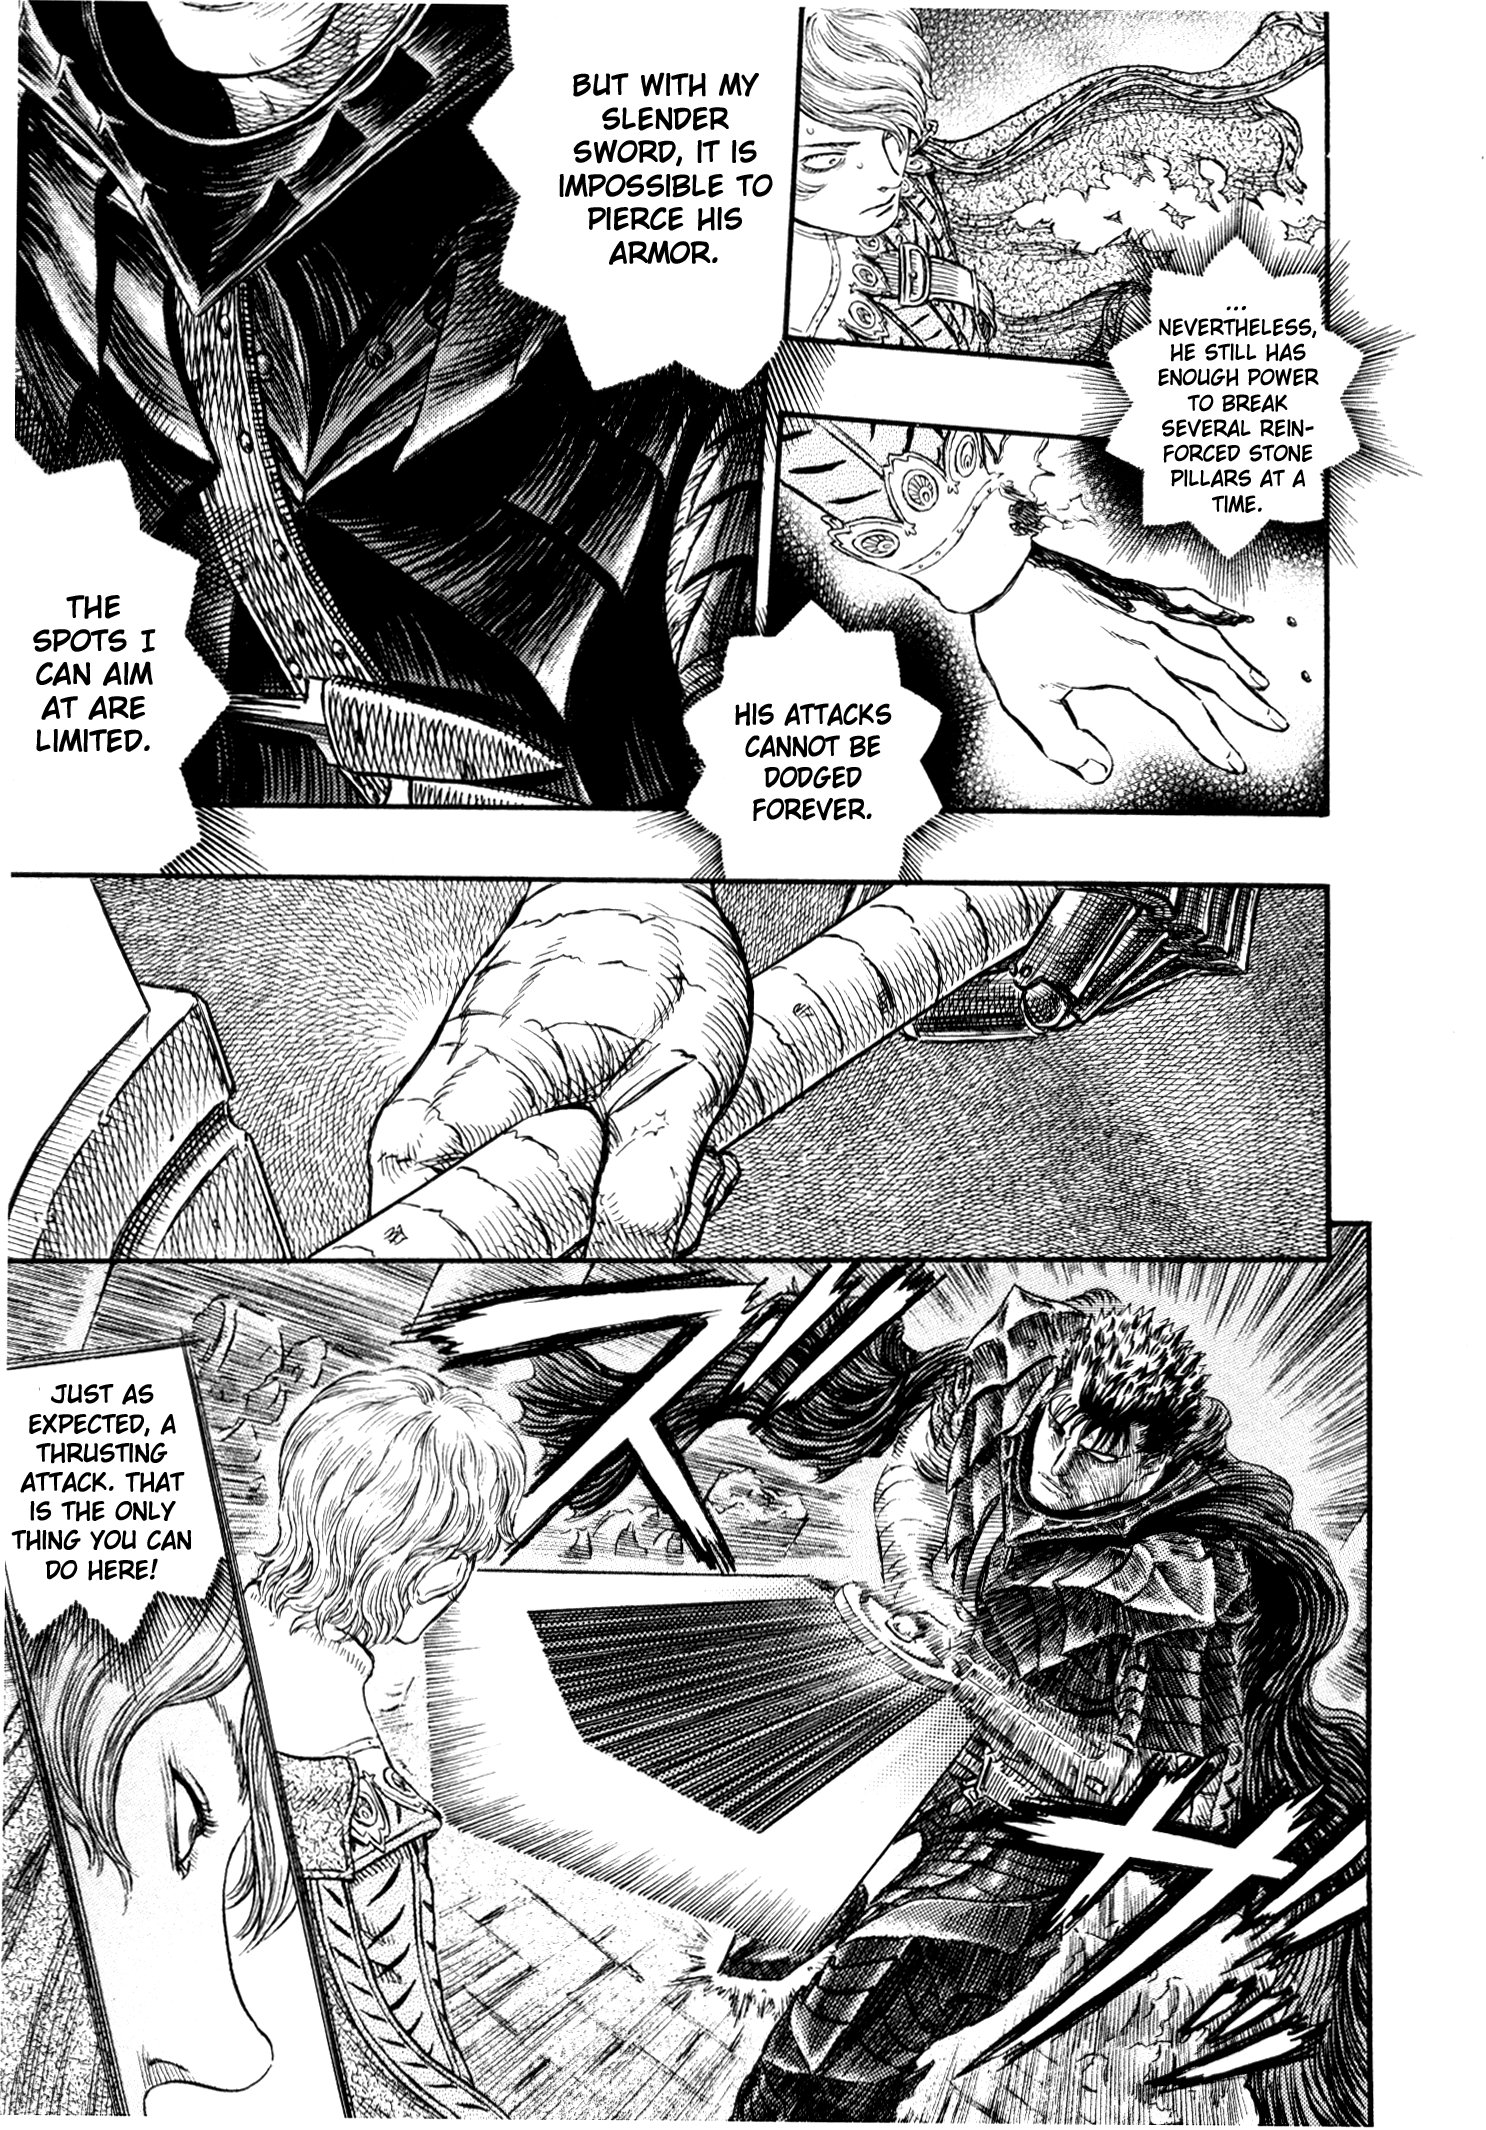 ...
NEVERTHELESS,
HE STILL HAS
ENOUGH POWER
TO BREAK
SEVERAL REIN-
FORCED STONE
PILLARS AT A
TIME.
HIS ATTACKS
CANNOT BE
DODGED
FOREVER.
BUT WITH MY
SLENDER
SWORD, IT IS
IMPOSSIBLE TO
PIERCE HIS
ARMOR.
THE
SPOTS I
CAN AIM
AT ARE
LIMITED.
JUST AS
EXPECTED, A
THRUSTING
ATTACK. THAT
IS THE ONLY
THING YOU CAN
DO HERE!